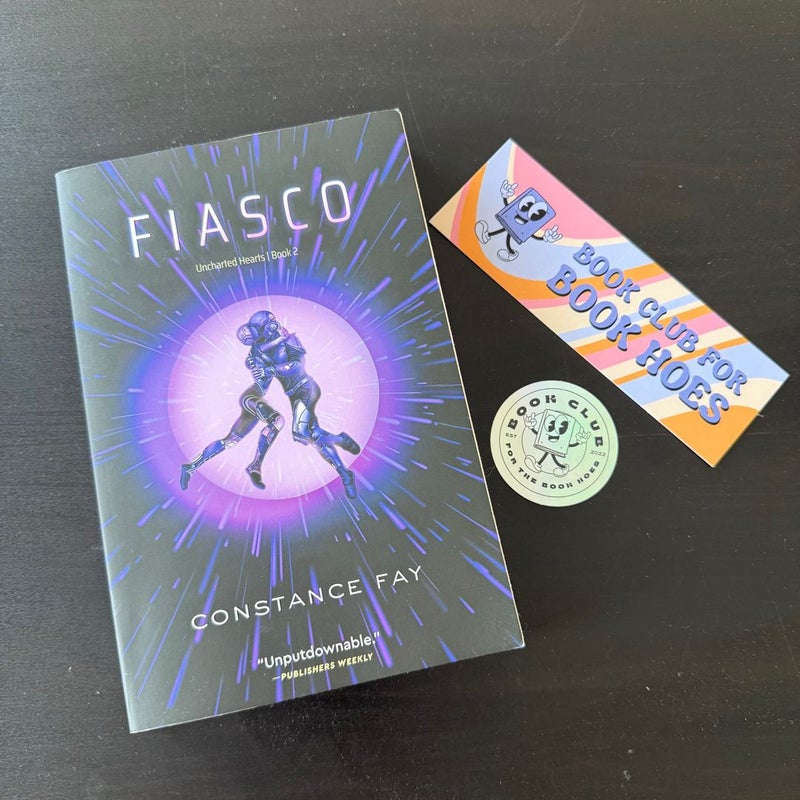 FIASCO
Uncharted Hearts | Book 2
CONSTANCE FAY
"Unputdownable."
—PUBLISHERS WEEKLY
BOOK CLUB FOR
BOOK HOES
BOOK CLUB
EST 2022
FOR THE BOOK HOES